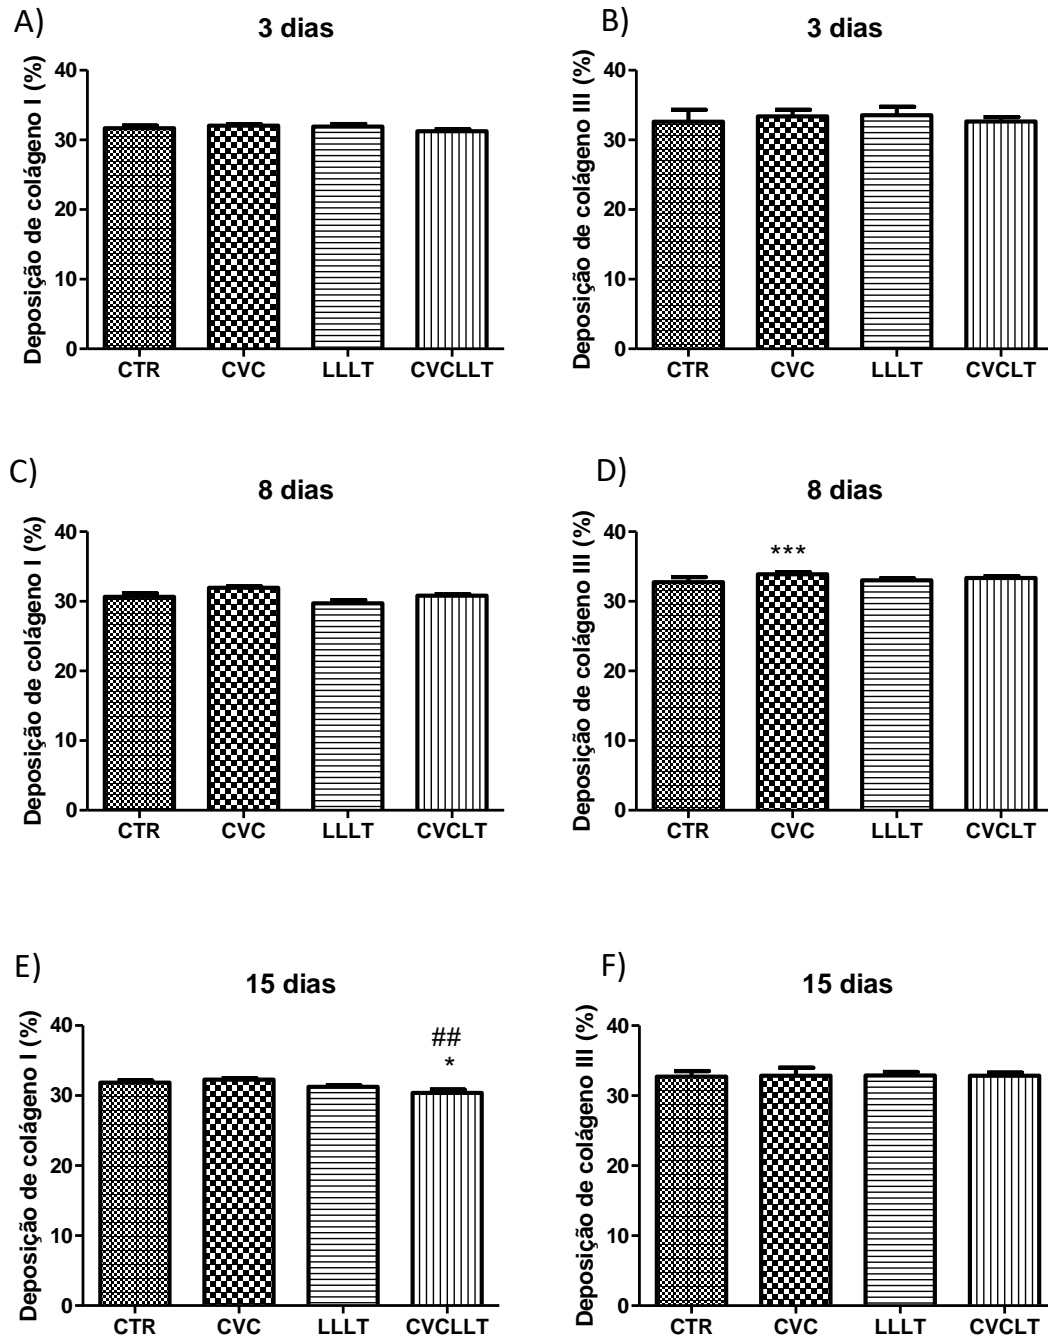 A)
3 dias
Deposição de colágeno I (%)
40
30
20
10
0
CTR CVC LLLT CVCLLT
B)
3 dias
Deposição de colágeno III (%)
40
30
20
10
0
CTR CVC LLLT CVCLT
C)
8 dias
Deposição de colágeno I (%)
40
30
20
10
0
CTR CVC LLLT CVCLT
D)
8 dias
Deposição de colágeno III (%)
40
30
20
10
0
***
CTR CVC LLLT CVCLT
E)
15 dias
Deposição de colágeno I (%)
40
30
20
10
0
##
*
CTR CVC LLLT CVCLLT
F)
15 dias
Deposição de colágeno III (%)
40
30
20
10
0
CTR CVC LLLT CVCLLT